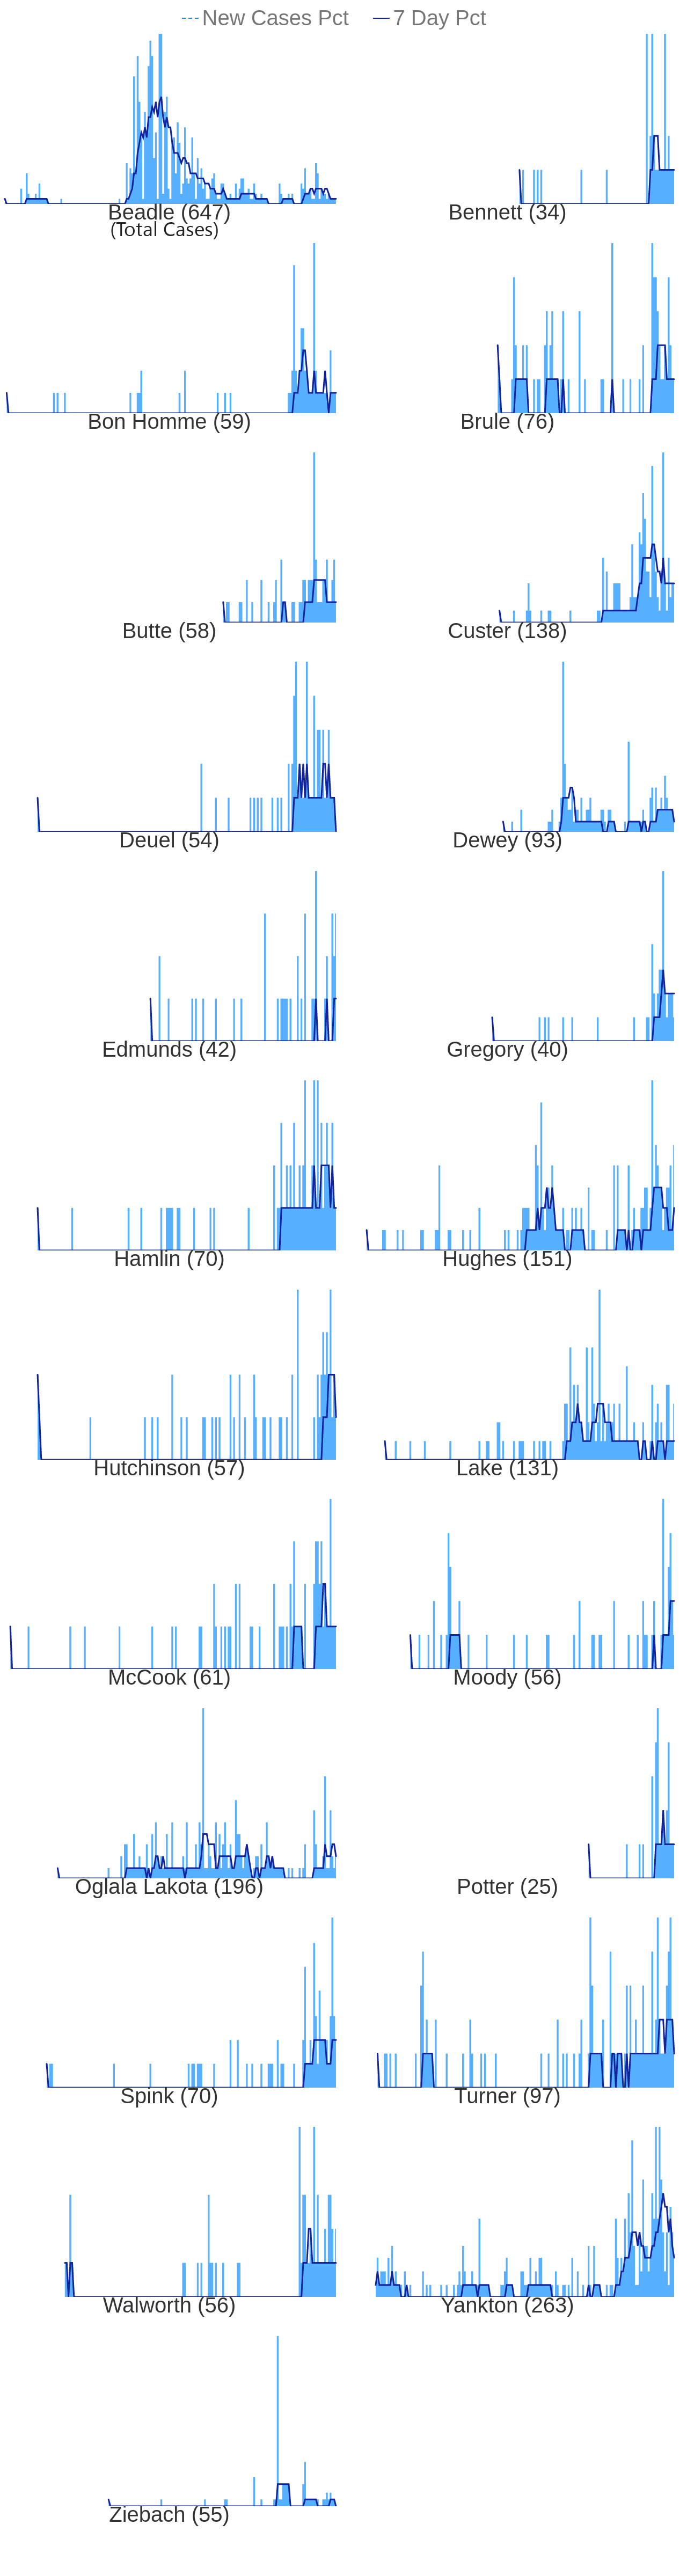 New Cases Pct 7 Day Pct
Beadle (647) Bennett (34)
(Total Cases)
Bon Homme (59) Brule (76)
Butte (58) Custer (138)
Deuel (54) Dewey (93)
Edmunds (42) Gregory (40)
Hamlin (70) Hughes (151)
Hutchinson (57) Lake (131)
McCook (61) Moody (56)
Oglala Lakota (196) Potter (25)
Spink (70) Turner (97)
Walworth (56) Yankton (263)
Ziebach (55)